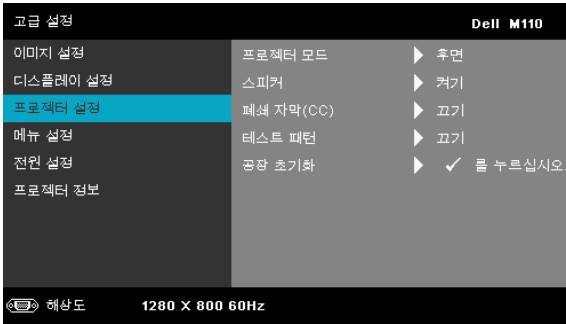 고급 설정 Dell M110
이미지 설정
디스플레이 설정
프로젝터 설정
메뉴 설정
전원 설정
프로젝터 정보
프로젝터 모드 후면
스피커 켜기
폐쇄 자막(CC) 끄기
테스트 패턴 끄기
공장 초기화 ✓ 를 누르십시오.
해상도 1280 X 800 60Hz